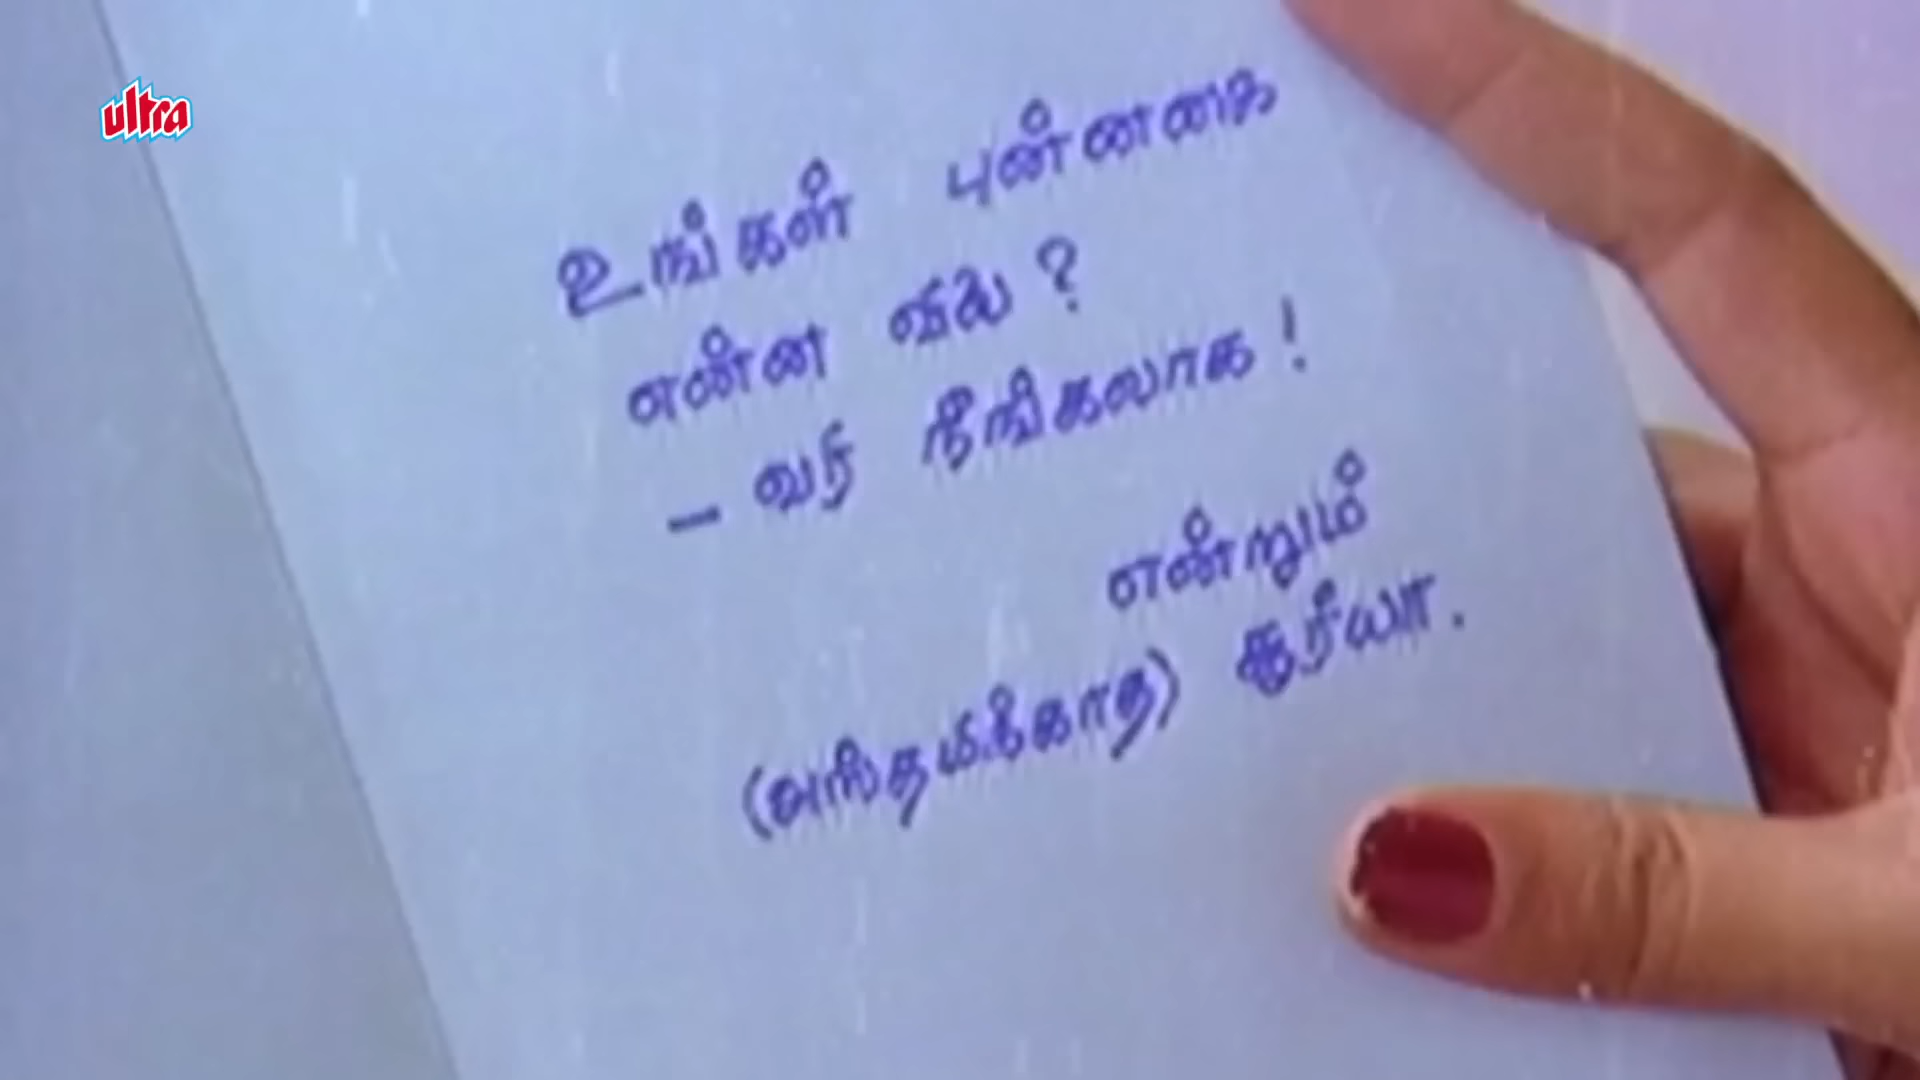 ultra
உங்கள் புன்னகை
என்ன விலை ?
– வரி நீங்கலாக !
என்றும்
(அஸ்தமிக்காத) சூர்யா.